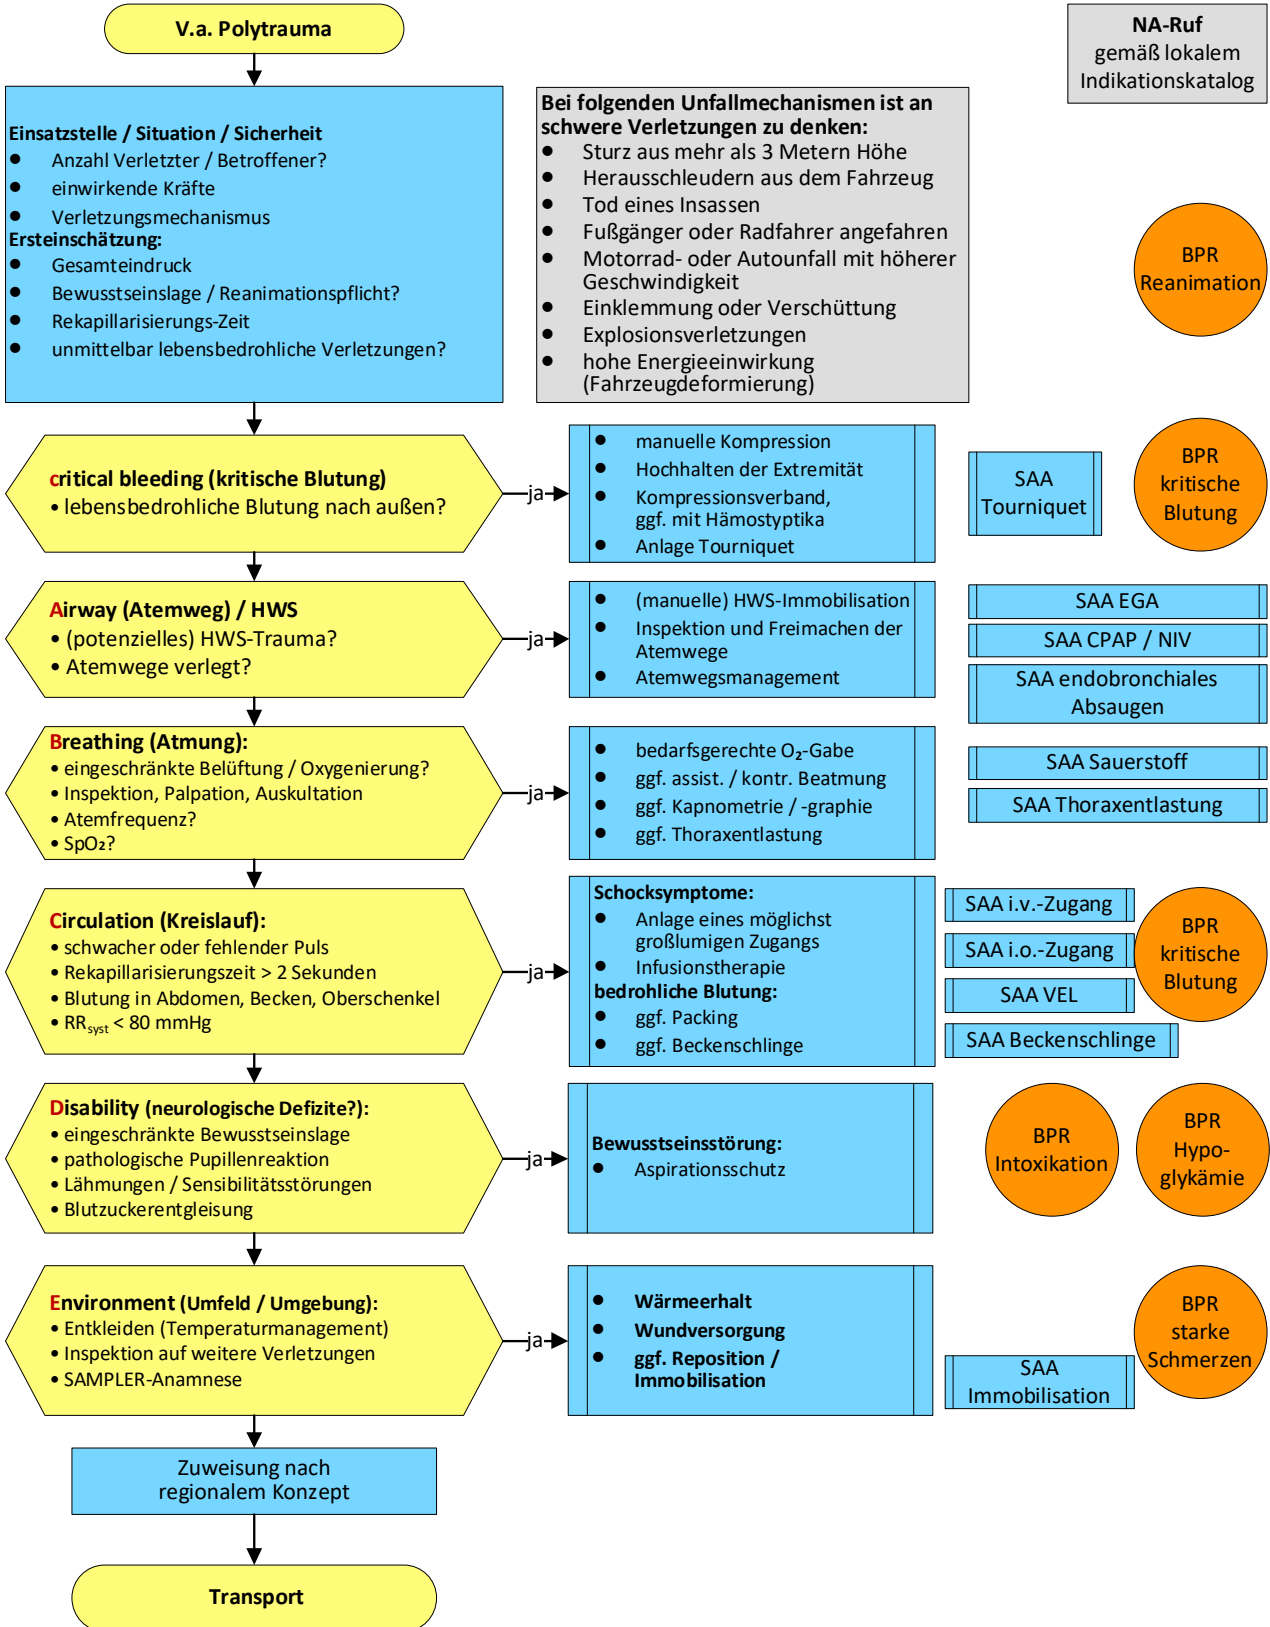 V.a. Polytrauma
NA-Ruf
gemäß lokalem
Indikationskatalog
Einsatzstelle / Situation / Sicherheit
● Anzahl Verletzter / Betroffener?
● einwirkende Kräfte
● Verletzungsmechanismus
Ersteinschätzung:
● Gesamteindruck
● Bewusstseinslage / Reanimationspflicht?
● Rekapillarisierungs-Zeit
● unmittelbar lebensbedrohliche Verletzungen?
Bei folgenden Unfallmechanismen ist an
schwere Verletzungen zu denken:
● Sturz aus mehr als 3 Metern Höhe
● Herausschleudern aus dem Fahrzeug
● Tod eines Insassen
● Fußgänger oder Radfahrer angefahren
● Motorrad- oder Autounfall mit höherer
Geschwindigkeit
● Einklemmung oder Verschüttung
● Explosionsverletzungen
● hohe Energieeinwirkung
(Fahrzeugdeformierung)
BPR
Reanimation
critical bleeding (kritische Blutung)
• lebensbedrohliche Blutung nach außen?
ja
● manuelle Kompression
● Hochhalten der Extremität
● Kompressionsverband,
ggf. mit Hämostyptika
● Anlage Tourniquet
SAA
Tourniquet
BPR
kritische
Blutung
Airway (Atemweg) / HWS
• (potenzielles) HWS-Trauma?
• Atemwege verlegt?
ja
● (manuelle) HWS-Immobilisation
● Inspektion und Freimachen der
Atemwege
● Atemwegsmanagement
SAA EGA
SAA CPAP / NIV
SAA endobronchiales
Absaugen
Breathing (Atmung):
• eingeschränkte Belüftung / Oxygenierung?
• Inspektion, Palpation, Auskultation
• Atemfrequenz?
• SpO₂?
ja
● bedarfsgerechte O₂-Gabe
● ggf. assist. / kontr. Beatmung
● ggf. Kapnometrie / -graphie
● ggf. Thoraxentlastung
SAA Sauerstoff
SAA Thoraxentlastung
Circulation (Kreislauf):
• schwacher oder fehlender Puls
• Rekapillarisierungszeit > 2 Sekunden
• Blutung in Abdomen, Becken, Oberschenkel
• RRsyst < 80 mmHg
ja
Schocksymptome:
● Anlage eines möglichst
großlumigen Zugangs
● Infusionstherapie
bedrohliche Blutung:
● ggf. Packing
● ggf. Beckenschlinge
SAA i.v.-Zugang
SAA i.o.-Zugang
SAA VEL
SAA Beckenschlinge
BPR
kritische
Blutung
Disability (neurologische Defizite?):
• eingeschränkte Bewusstseinslage
• pathologische Pupillenreaktion
• Lähmungen / Sensibilitätsstörungen
• Blutzuckerentgleisung
ja
Bewusstseinsstörung:
● Aspirationsschutz
BPR
Intoxikation
BPR
Hypo-
glykämie
Environment (Umfeld / Umgebung):
• Entkleiden (Temperaturmanagement)
• Inspektion auf weitere Verletzungen
• SAMPLER-Anamnese
ja
● Wärmeerhalt
● Wundversorgung
● ggf. Reposition /
Immobilisation
SAA
Immobilisation
BPR
starke
Schmerzen
Zuweisung nach
regionalem Konzept
Transport